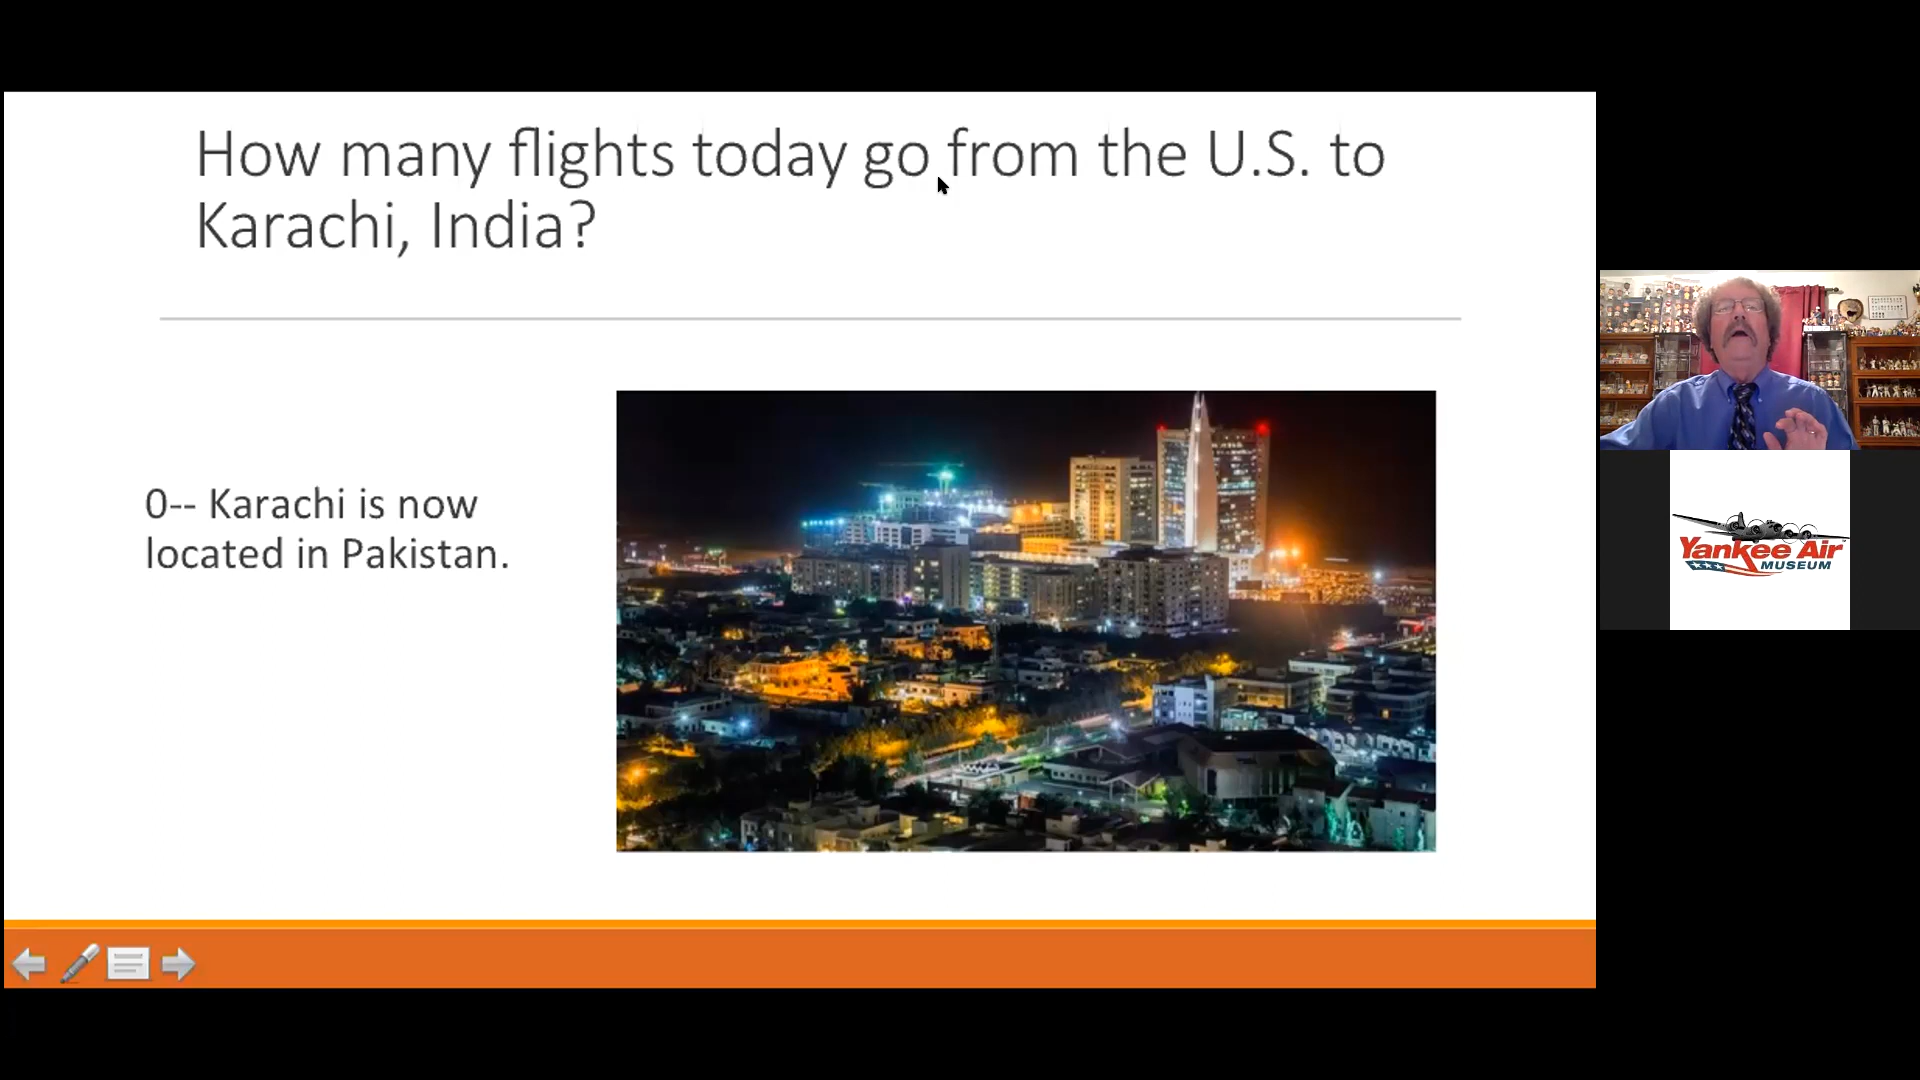 How many flights today go from the U.S. to
Karachi, India?
0-- Karachi is now
located in Pakistan.
Yankee Air
MUSEUM